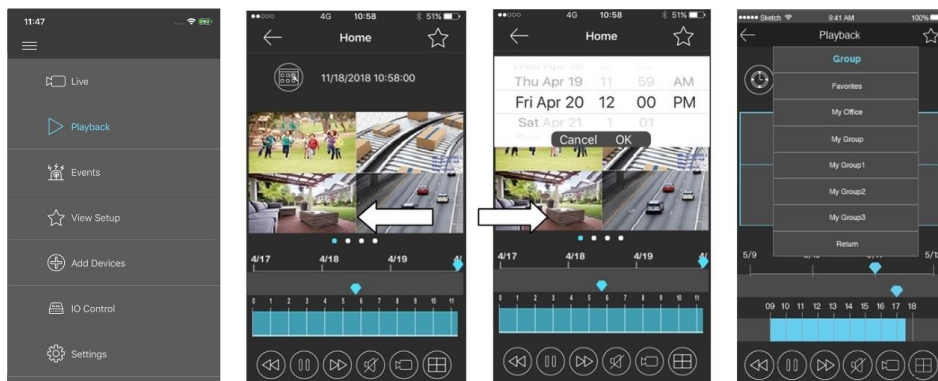 11:47
Live
Playback
Events
View Setup
Add Devices
IO Control
Settings
4G 10:58 51%
Home
11/18/2018 10:58:00
4/17 4/18 4/19 4/
0 1 2 3 4 5 6 7 8 9 10 11
4G 10:58 51%
Home
Thu Apr 19 11 59 AM
Fri Apr 20 12 00 PM
Sat Apr 21 1 01
Cancel OK
4/17 4/18 4/19 4/
0 1 2 3 4 5 6 7 8 9 10 11
Sketch 9:41 AM 100%
Playback
Group
Favorites
My Office
My Group
My Group1
My Group2
My Group3
Return
5/9
09 10 11 12 13 14 15 16 17 18